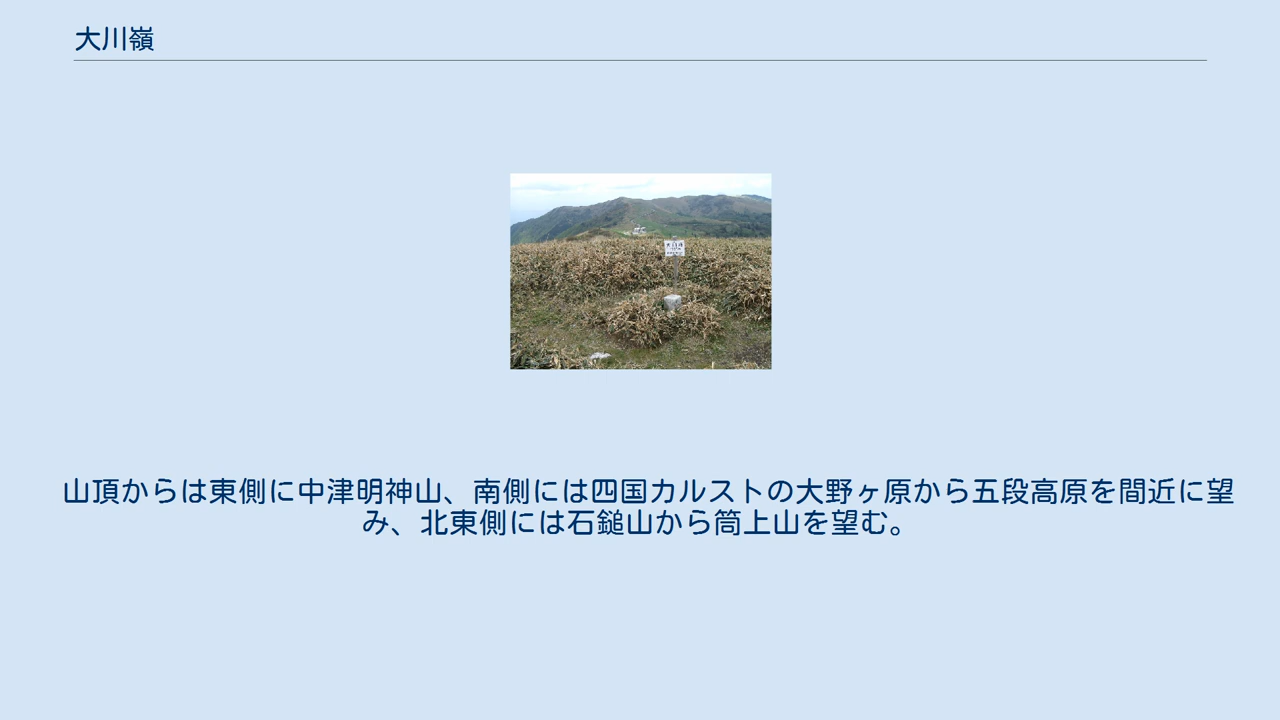 大川嶺
山頂からは東側に中津明神山、南側には四国カルストの大野ヶ原から五段高原を間近に望
み、北東側には石鎚山から筒上山を望む。